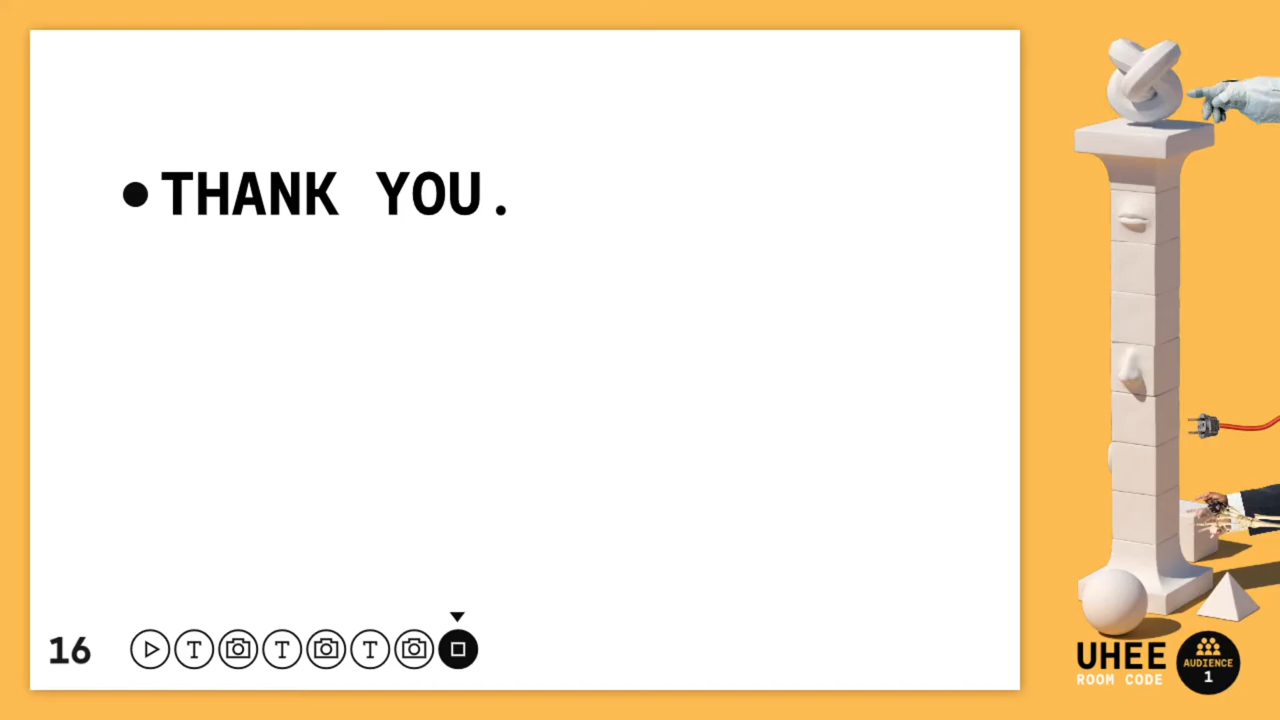 ● THANK YOU.
16
T
T
T
UHEE
ROOM CODE
AUDIENCE
1